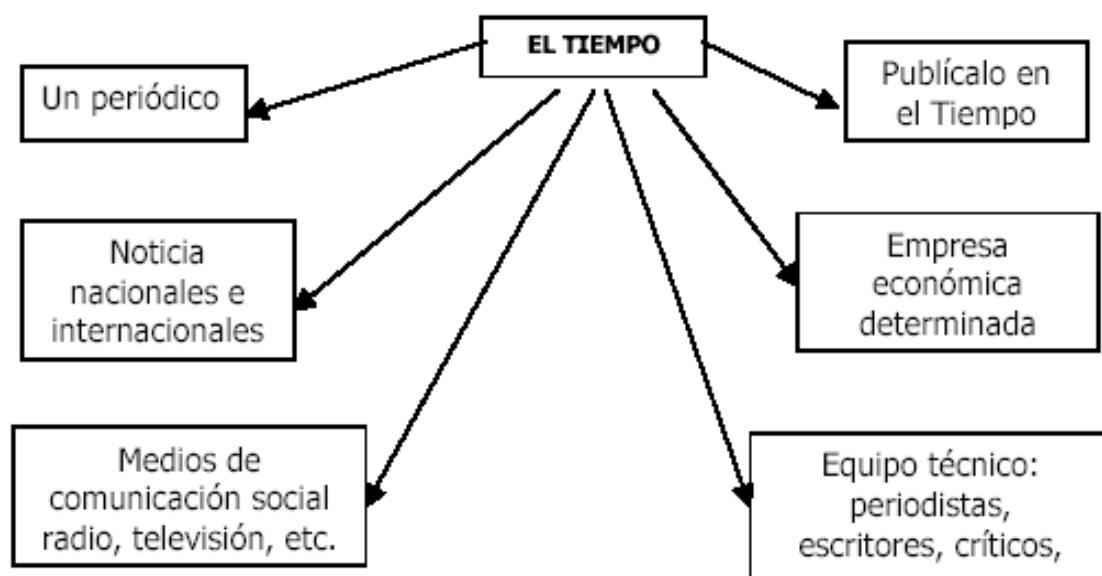 EL TIEMPO
Un periódico
Publícalo en
el Tiempo
Noticia
nacionales e
internacionales
Empresa
económica
determinada
Medios de
comunicación social
radio, televisión, etc.
Equipo técnico:
periodistas,
escritores, críticos,